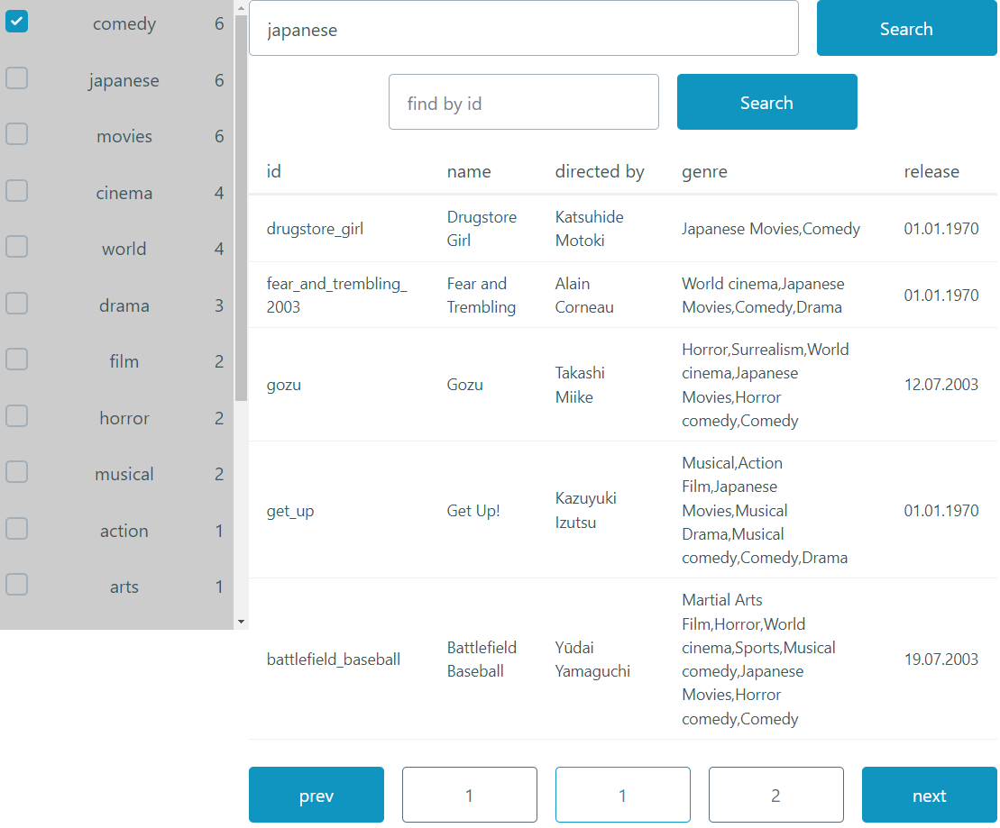 comedy 6
japanese 6
movies 6
cinema 4
world 4
drama 3
film 2
horror 2
musical 2
action 1
arts 1
japanese
Search
find by id
Search
id name directed by genre release
drugstore_girl
Drugstore
Girl
Katsuhide
Motoki
Japanese Movies,Comedy
01.01.1970
fear_and_trembling_
2003
Fear and
Trembling
Alain
Corneau
World cinema,Japanese
Movies,Comedy,Drama
01.01.1970
gozu
Gozu
Takashi
Miike
Horror,Surrealism,World
cinema,Japanese
Movies,Horror
comedy,Comedy
12.07.2003
get_up
Get Up!
Kazuyuki
Izutsu
Musical,Action
Film,Japanese
Movies,Musical
Drama,Musical
comedy,Comedy,Drama
01.01.1970
battlefield_baseball
Battlefield
Baseball
Yūdai
Yamaguchi
Martial Arts
Film,Horror,World
cinema,Sports,Musical
comedy,Japanese
Movies,Horror
comedy,Comedy
19.07.2003
prev 1 1 2 next